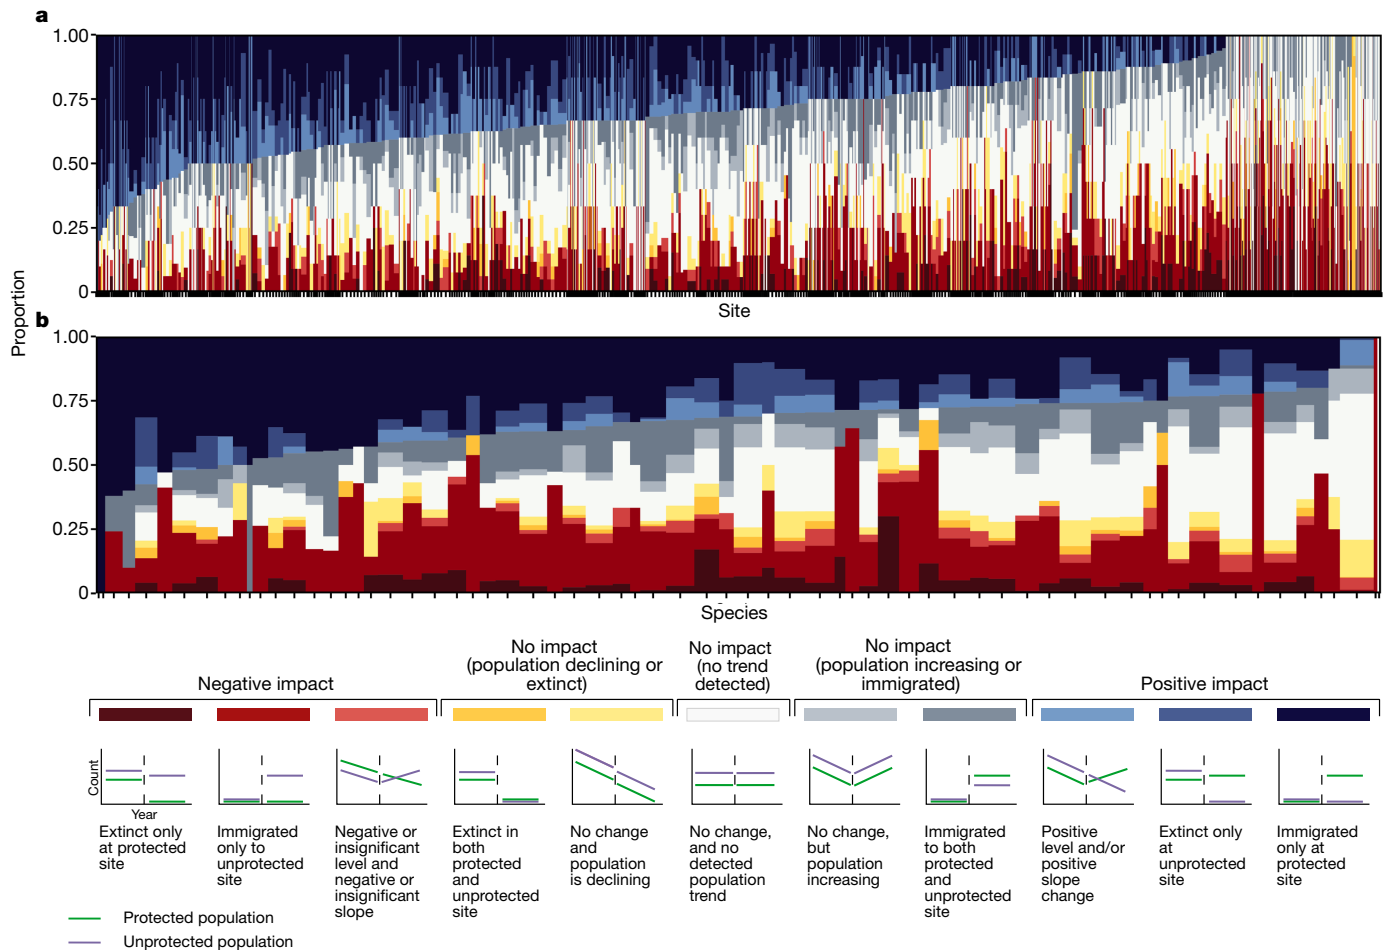 a
1.00
0.75
0.50
0.25
0
Site
Proportion
b
1.00
0.75
0.50
0.25
0
Species
Negative impact
No impact
(population declining or
extinct)
No impact
(no trend
detected)
No impact
(population increasing or
immigrated)
Positive impact
Count
Year
Extinct only
at protected
site
Immigrated
only to
unprotected
site
Negative or
insignificant
level and
negative or
insignificant
slope
Extinct in
both
protected
and
unprotected
site
No change
and
population
is declining
No change,
and no
detected
population
trend
No change,
but
population
increasing
Immigrated
to both
protected
and
unprotected
site
Positive
level and/or
positive
slope
change
Extinct only
at
unprotected
site
Immigrated
only at
protected
site
Protected population
Unprotected population